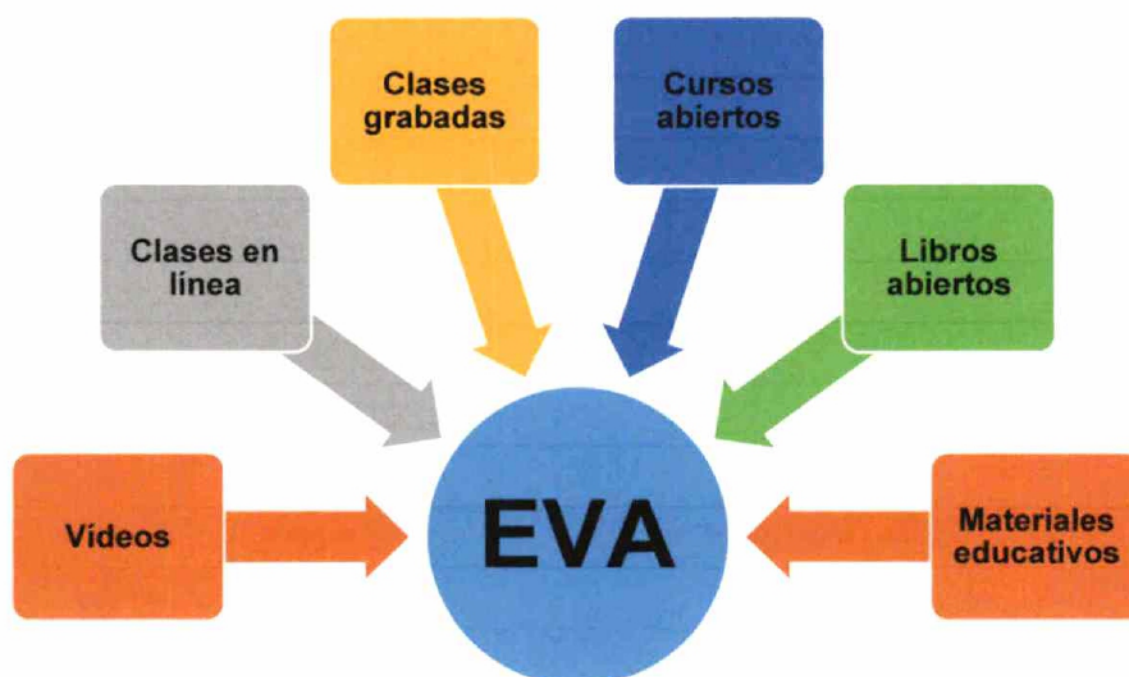 Clases
grabadas
Cursos
abiertos
Clases en
línea
Libros
abiertos
Vídeos
EVA
Materiales
educativos